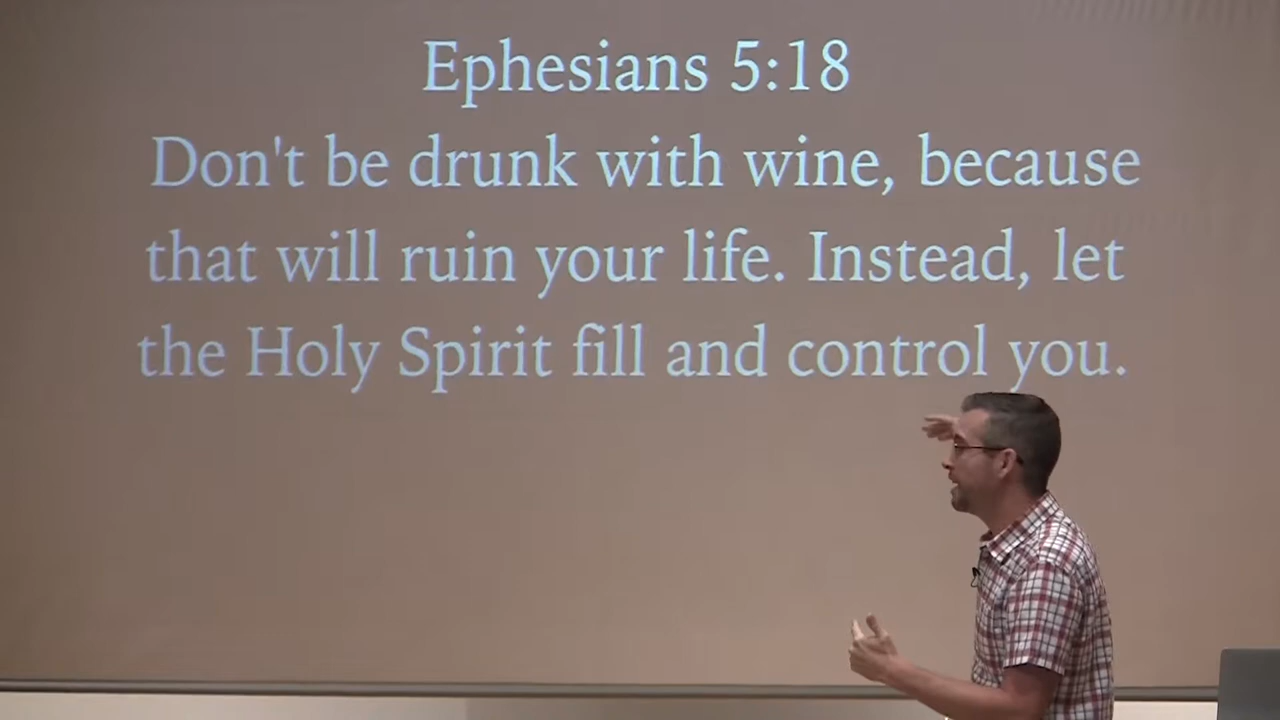 Ephesians 5:18
Don't be drunk with wine, because
that will ruin your life. Instead, let
the Holy Spirit fill and control you.